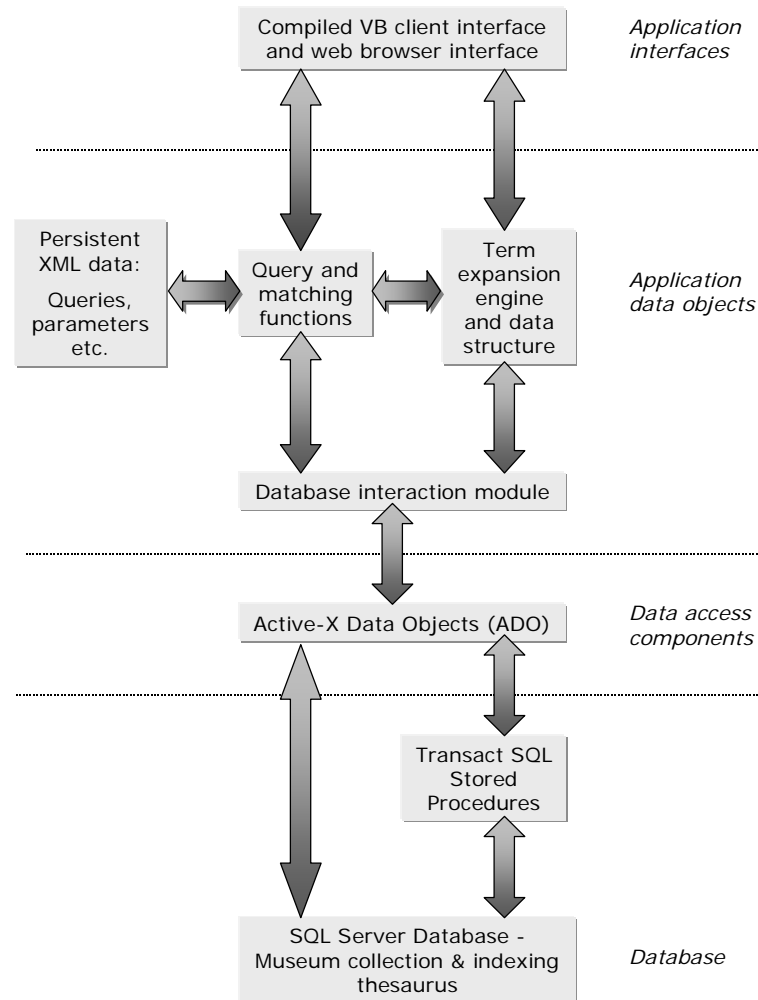 Compiled VB client interface
and web browser interface
Application
interfaces
Persistent
XML data:
Queries,
parameters
etc.
Query and
matching
functions
Term
expansion
engine
and data
structure
Application
data objects
Database interaction module
Active-X Data Objects (ADO)
Data access
components
Transact SQL
Stored
Procedures
SQL Server Database -
Museum collection & indexing
thesaurus
Database